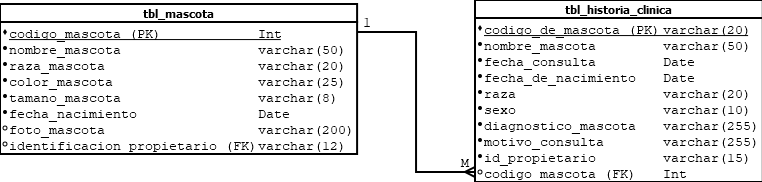 tbl_mascota
codigo_mascota (PK) Int
nombre_mascota varchar(50)
raza_mascota varchar(20)
color_mascota varchar(25)
tamano_mascota varchar(8)
fecha_nacimiento Date
foto_mascota varchar(200)
identificacion propietario (FK) varchar(12)
1
M
tbl_historia_clinica
codigo_de_mascota (PK) varchar(20)
nombre_mascota varchar(50)
fecha_consulta Date
fecha_de_nacimiento Date
raza varchar(20)
sexo varchar(10)
diagnostico_mascota varchar(255)
motivo_consulta varchar(255)
id_propietario varchar(15)
codigo mascota (FK) Int